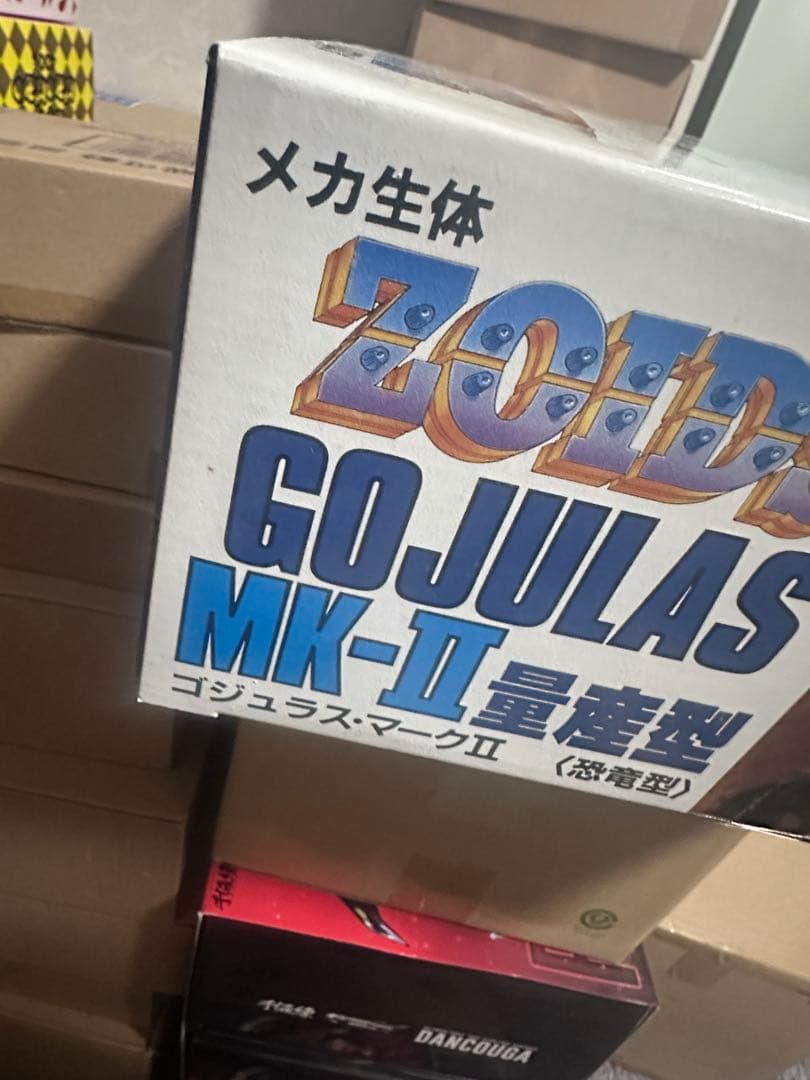 メカ生体
ZOIDS
GOJULAS
MK-II 量産型
ゴジュラス・マークII 〈恐竜型〉
DANCOUGA